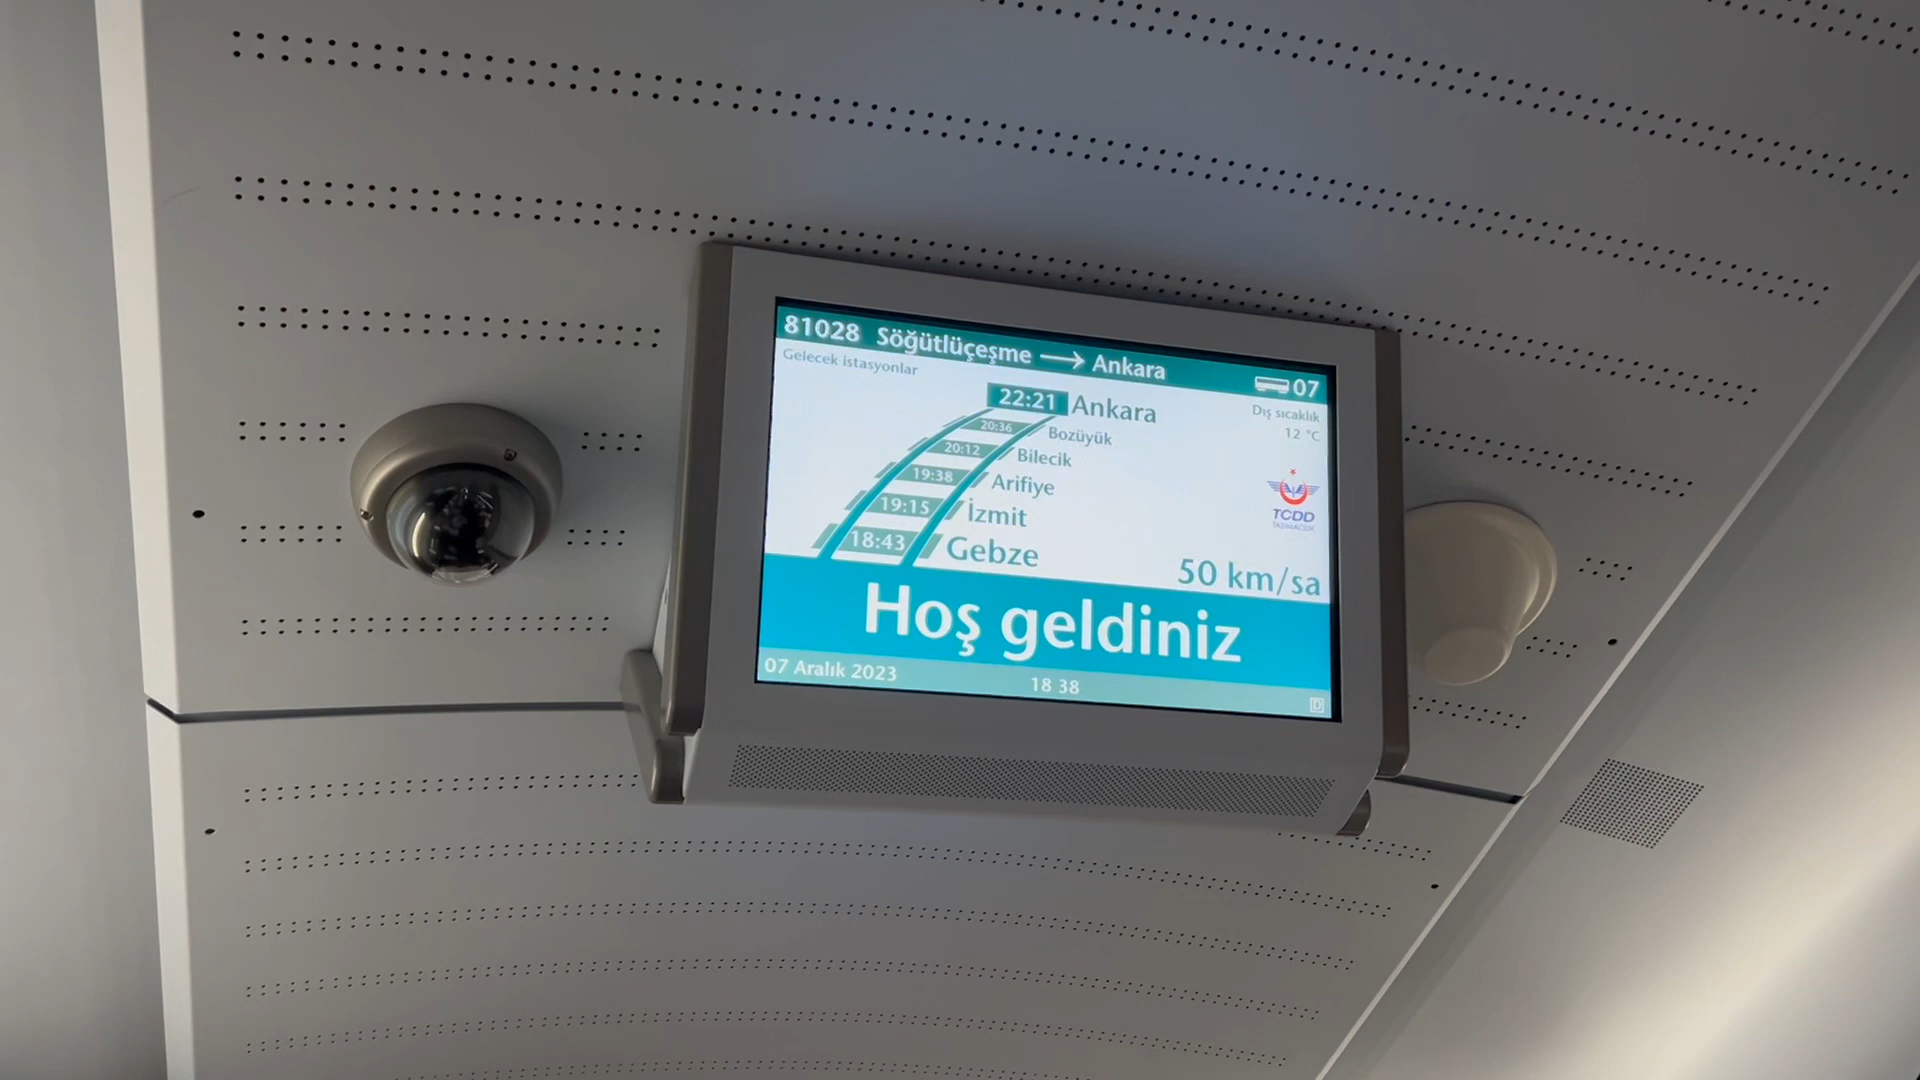 81028 Söğütlüçeşme → Ankara 07
Gelecek istasyonlar
Dış sıcaklık
12 °C
22:21 Ankara
20:36 Bozüyük
20:12 Bilecik
19:38 Arifiye
19:15 İzmit
18:43 Gebze
TCDD
TAŞIMACILIK
50 km/sa
Hoş geldiniz
07 Aralık 2023 18 38
D